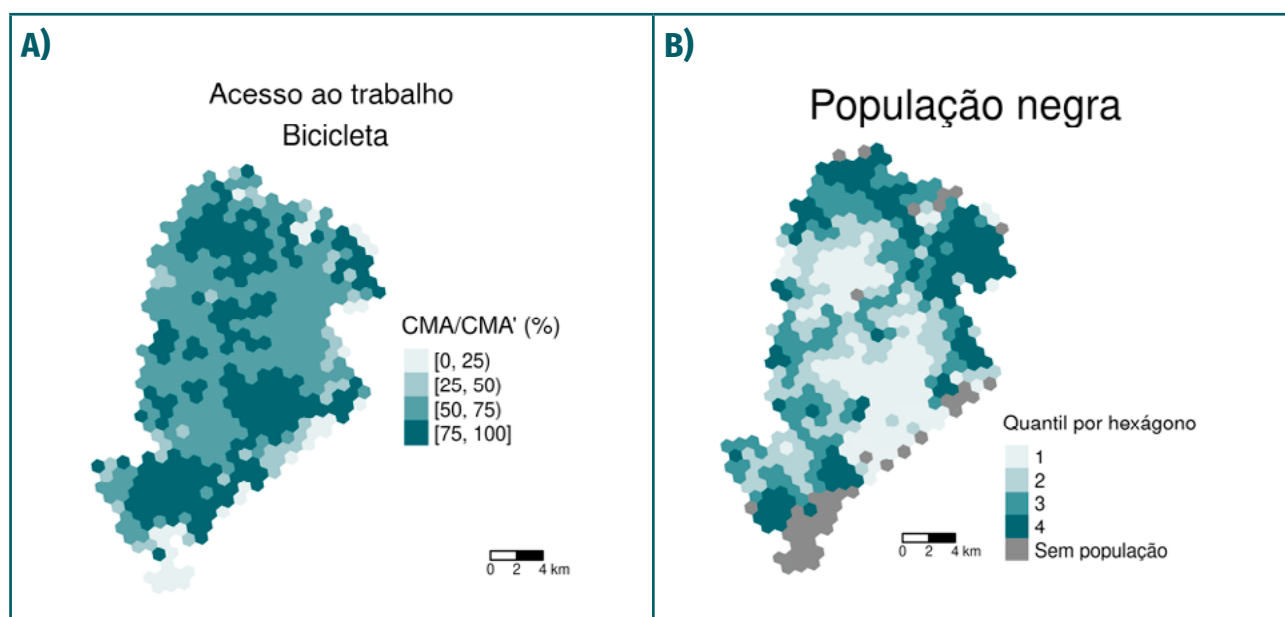 A)
Acesso ao trabalho
Bicicleta
CMA/CMA' (%)
[0, 25)
[25, 50)
[50, 75)
[75, 100]
0 2 4 km
B)
População negra
Quantil por hexágono
1
2
3
4
Sem população
0 2 4 km